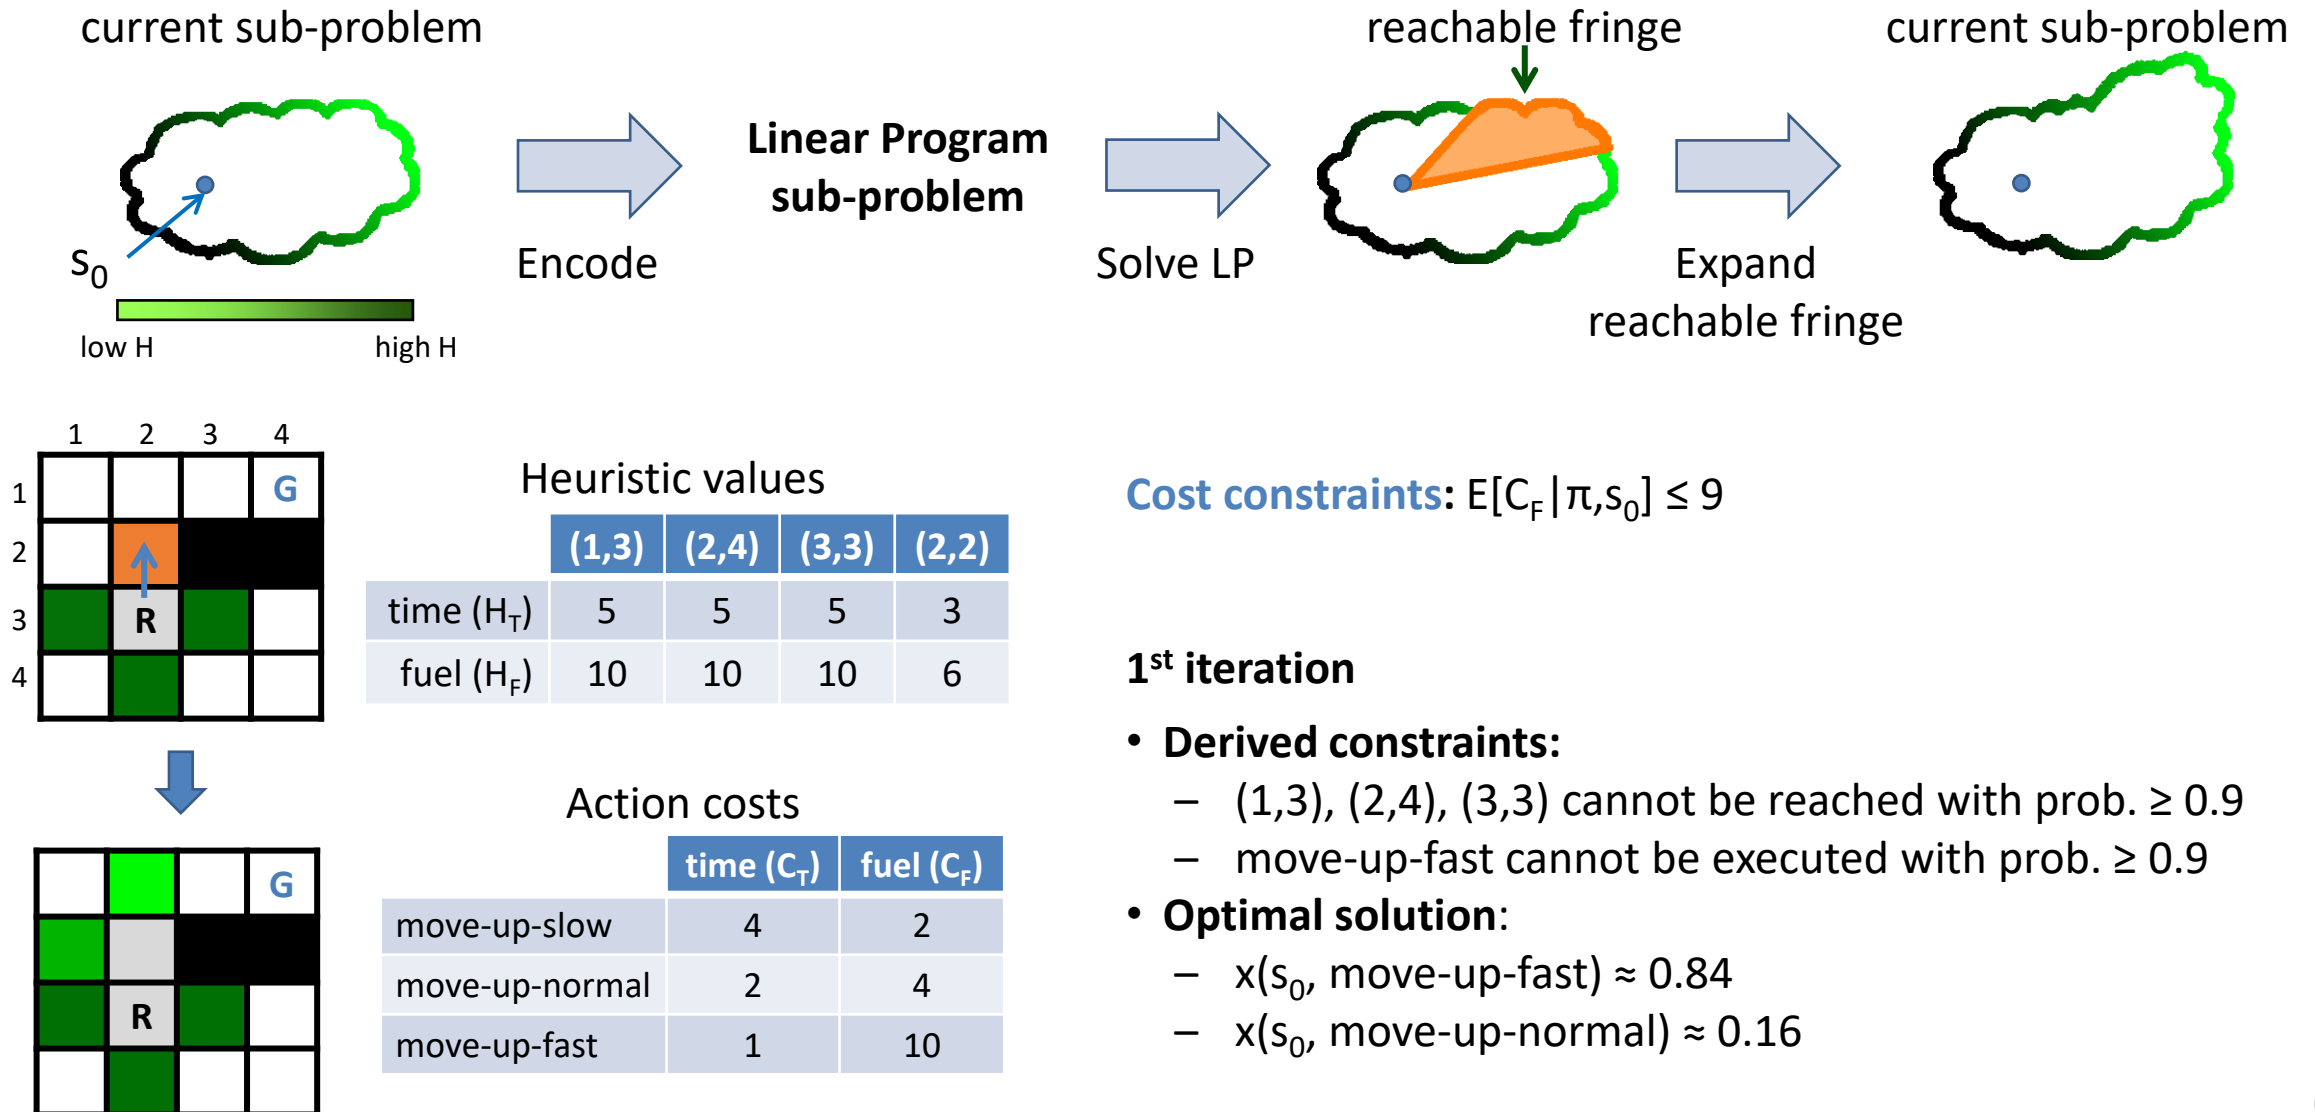 current sub-problem
reachable fringe
current sub-problem
Linear Program
sub-problem
s0
Encode
Solve LP
Expand
reachable fringe
low H
high H
1 2 3 4
1 G
2
3 R
4
Heuristic values
(1,3) (2,4) (3,3) (2,2)
time (HT) 5 5 5 3
fuel (HF) 10 10 10 6
Cost constraints: E[CF|π,s0] ≤ 9
1st iteration
• Derived constraints:
– (1,3), (2,4), (3,3) cannot be reached with prob. ≥ 0.9
– move-up-fast cannot be executed with prob. ≥ 0.9
• Optimal solution:
– x(s0, move-up-fast) ≈ 0.84
– x(s0, move-up-normal) ≈ 0.16
Action costs
time (CT) fuel (CF)
move-up-slow 4 2
move-up-normal 2 4
move-up-fast 1 10
G
R